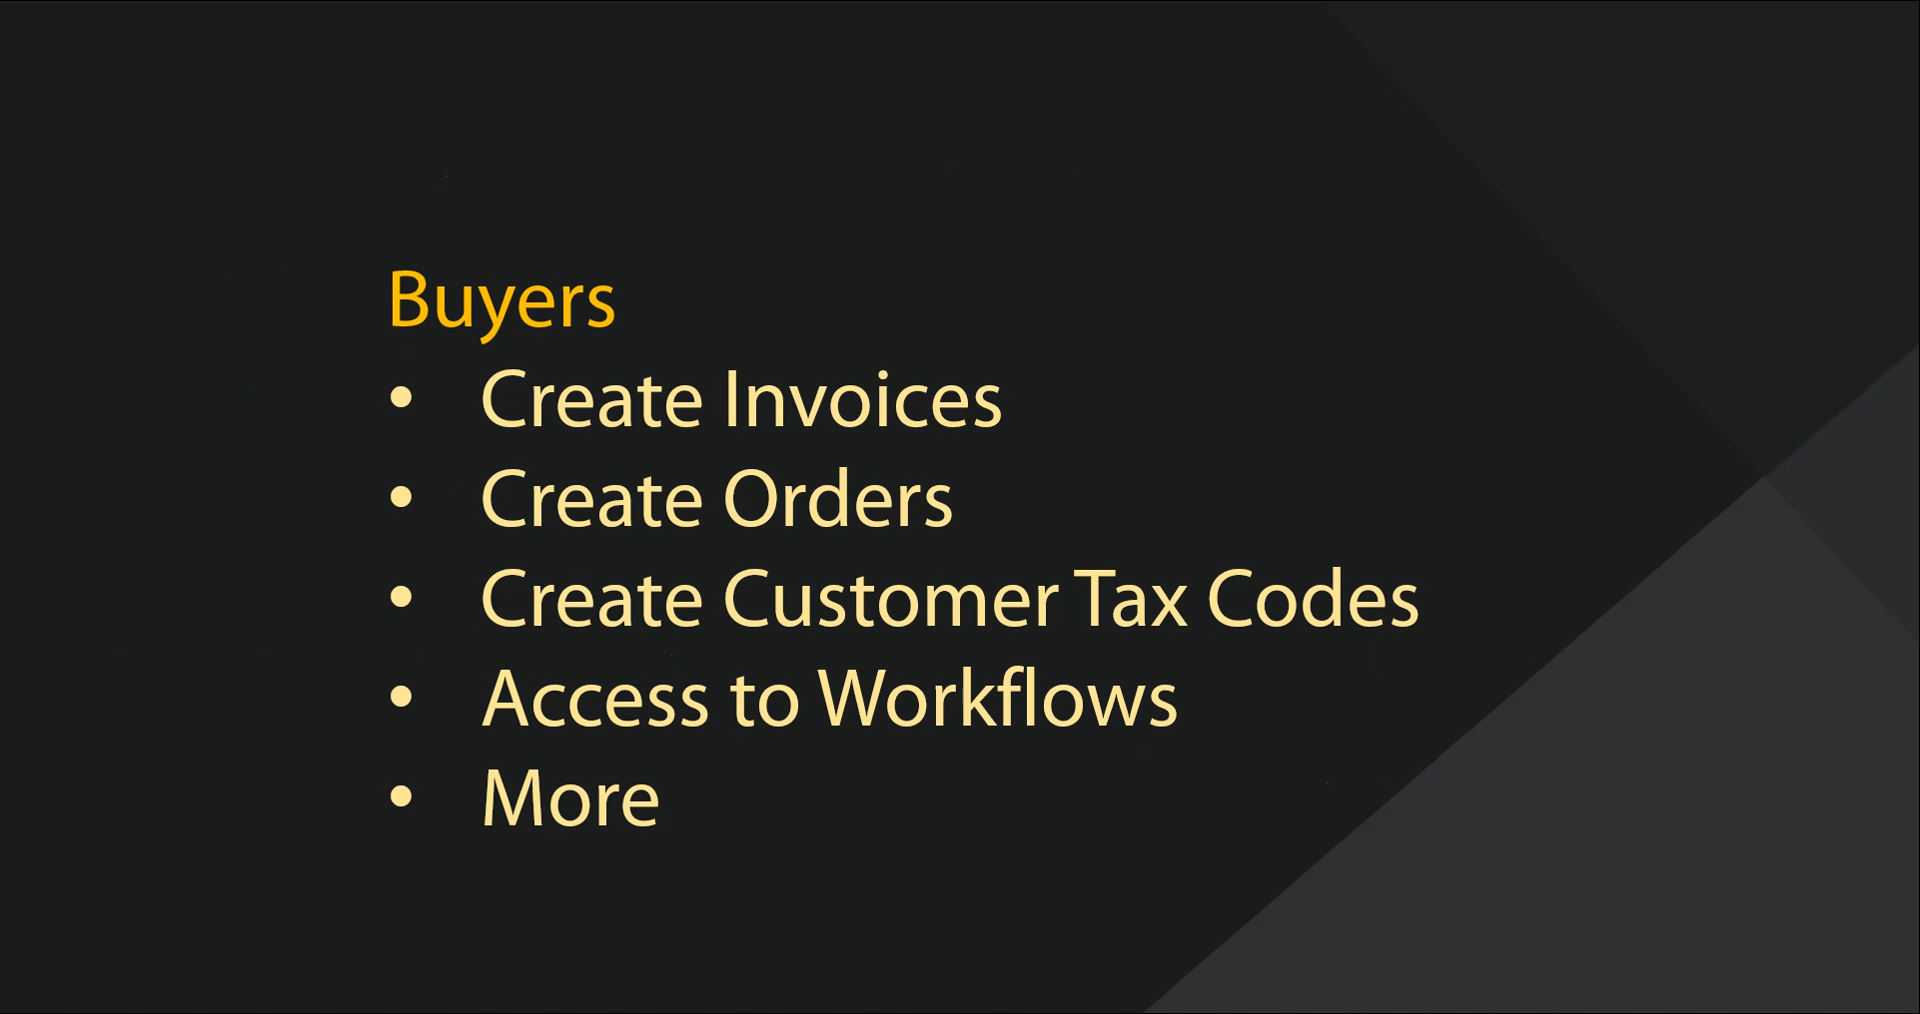 Buyers
• Create Invoices
• Create Orders
• Create Customer Tax Codes
• Access to Workflows
• More